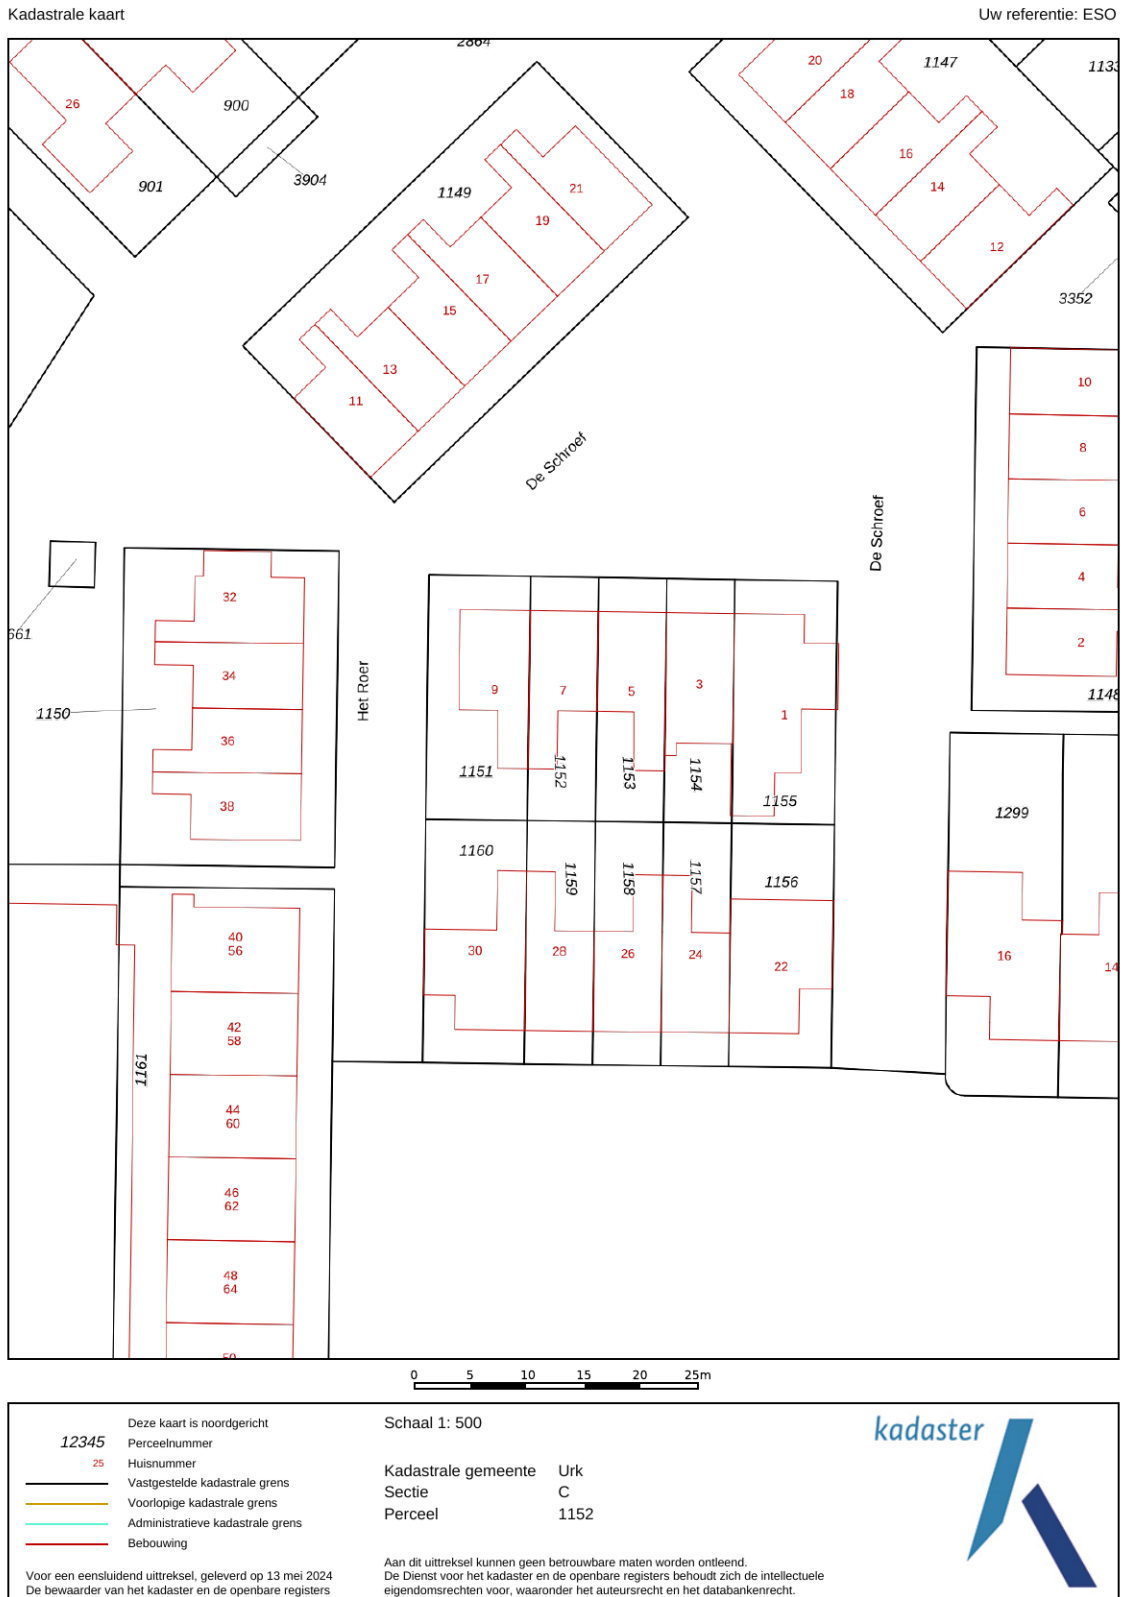 Kadastrale kaart
Uw referentie: ESO
2864
20
1147
1133
18
26
900
16
901
3904
1149
21
14
19
12
17
3352
15
13
10
11
8
De Schroef
De Schroef
6
4
32
661
2
34
Het Roer
9
7
5
3
1148
1150
1
36
1151
1152
1153
1154
1155
38
1299
1160
1159
1158
1157
1156
40
56
30
28
26
24
22
16
14
42
58
1161
44
60
46
62
48
64
50
0 5 10 15 20 25m
Deze kaart is noordgericht
12345 Perceelnummer
25 Huisnummer
Vastgestelde kadastrale grens
Voorlopige kadastrale grens
Administratieve kadastrale grens
Bebouwing
Voor een eensluidend uittreksel, geleverd op 13 mei 2024
De bewaarder van het kadaster en de openbare registers
Schaal 1: 500
Kadastrale gemeente Urk
Sectie C
Perceel 1152
Aan dit uittreksel kunnen geen betrouwbare maten worden ontleend.
De Dienst voor het kadaster en de openbare registers behoudt zich de intellectuele
eigendomsrechten voor, waaronder het auteursrecht en het databankenrecht.
kadaster